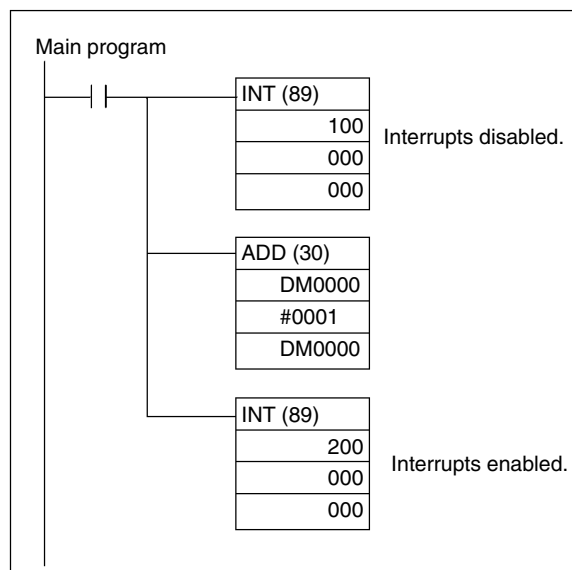 Main program
INT (89)
100
000
000
Interrupts disabled.
ADD (30)
DM0000
#0001
DM0000
INT (89)
200
000
000
Interrupts enabled.